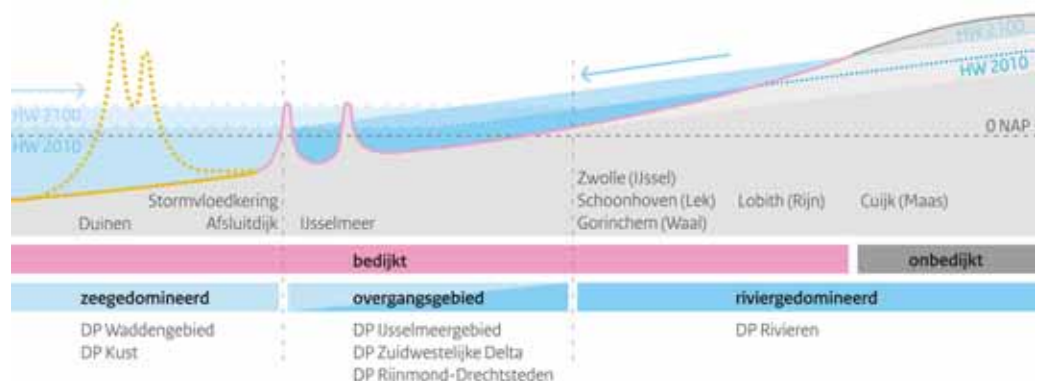 HW 2100
HW 2010
HW 2100
HW 2010
0 NAP
Duinen
Stormvloedkering
Afsluitdijk
IJsselmeer
Zwolle (IJssel)
Schoonhoven (Lek)
Gorinchem (Waal)
Lobith (Rijn)
Cuijk (Maas)
bedijkt
onbedijkt
zeegedomineerd
overgangsgebied
riviergedomineerd
DP Waddengebied
DP Kust
DP IJsselmeergebied
DP Zuidwestelijke Delta
DP Rijnmond-Drechtsteden
DP Rivieren